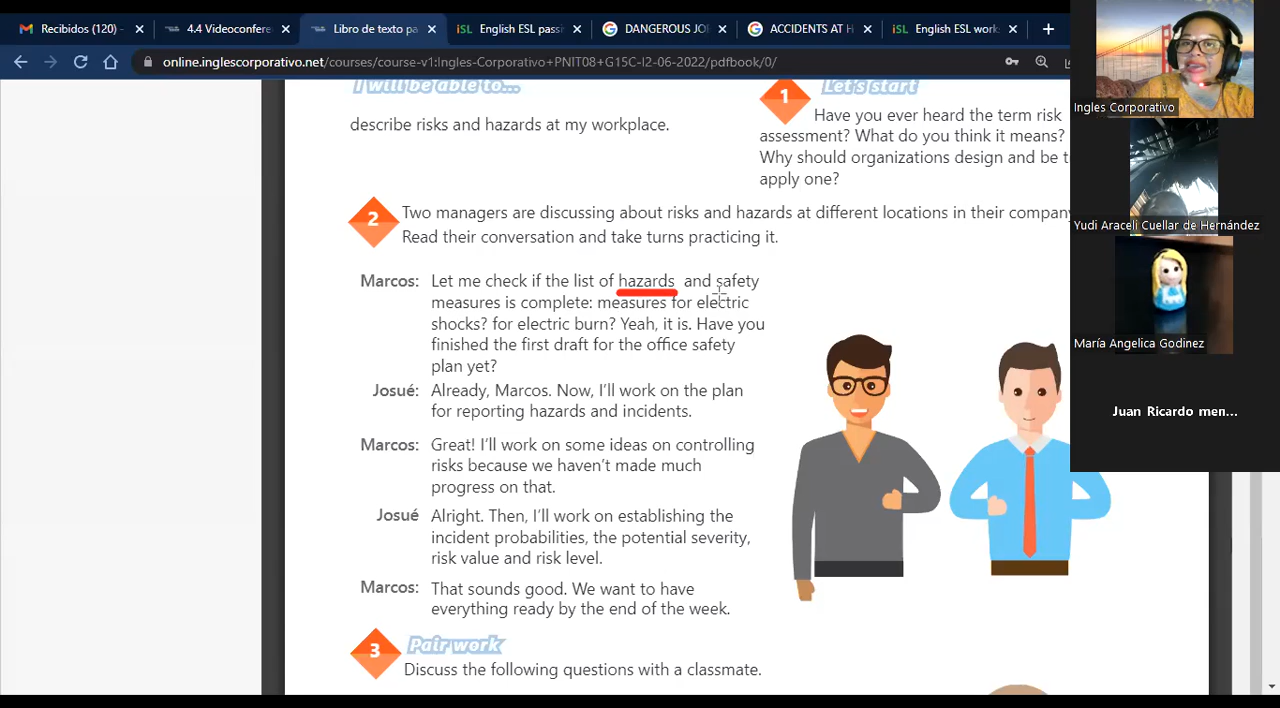 Recibidos (120) –
4.4 Videoconfere
Libro de texto pa
iSL English ESL pass
DANGEROUS JO
ACCIDENTS AT H
iSL English ESL work
online.inglescorporativo.net/courses/course-v1:Ingles-Corporativo+PNIT08+G15C-I2-06-2022/pdfbook/0/
I will be able to...
describe risks and hazards at my workplace.
1 Let's start
Have you ever heard the term risk
assessment? What do you think it means?
Why should organizations design and be t
apply one?
2 Two managers are discussing about risks and hazards at different locations in their company
Read their conversation and take turns practicing it.
Marcos: Let me check if the list of hazards and safety
measures is complete: measures for electric
shocks? for electric burn? Yeah, it is. Have you
finished the first draft for the office safety
plan yet?
Josué: Already, Marcos. Now, I'll work on the plan
for reporting hazards and incidents.
Marcos: Great! I'll work on some ideas on controlling
risks because we haven't made much
progress on that.
Josué Alright. Then, I'll work on establishing the
incident probabilities, the potential severity,
risk value and risk level.
Marcos: That sounds good. We want to have
everything ready by the end of the week.
3 Pair work
Discuss the following questions with a classmate.
Ingles Corporativo
Yudi Araceli Cuellar de Hernández
María Angelica Godinez
Juan Ricardo men...